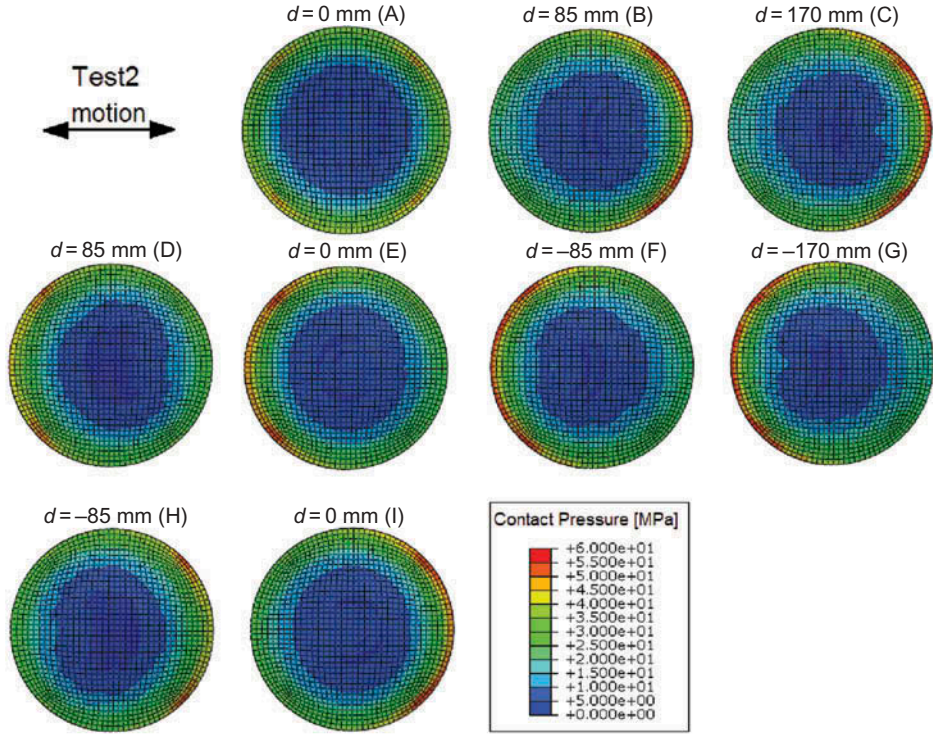 d = 0 mm (A)
d = 85 mm (B)
d = 170 mm (C)
Test2
motion
d = 85 mm (D)
d = 0 mm (E)
d = –85 mm (F)
d = –170 mm (G)
d = –85 mm (H)
d = 0 mm (I)
Contact Pressure [MPa]
+6.000e+01
+5.500e+01
+5.000e+01
+4.500e+01
+4.000e+01
+3.500e+01
+3.000e+01
+2.500e+01
+2.000e+01
+1.500e+01
+1.000e+01
+5.000e+00
+0.000e+00